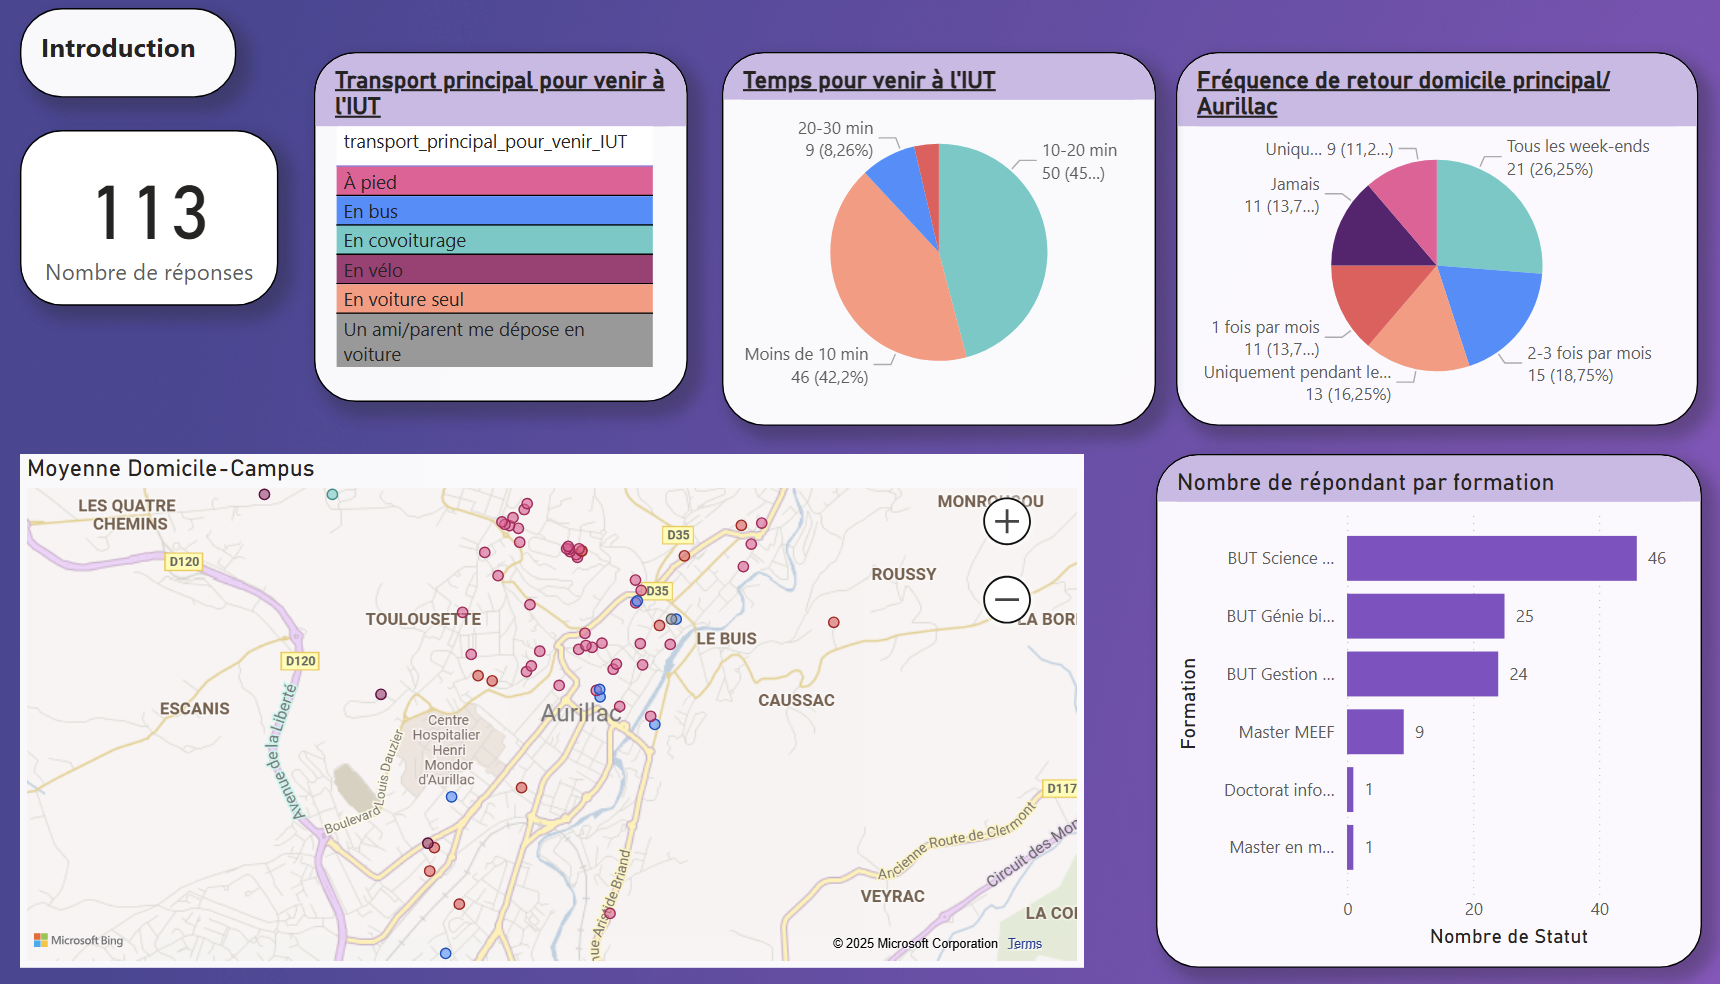 Introduction
113
Nombre de réponses
Transport principal pour venir à
l'IUT
transport_principal_pour_venir_IUT
À pied
En bus
En covoiturage
En vélo
En voiture seul
Un ami/parent me dépose en
voiture
Temps pour venir à l'IUT
20-30 min
9 (8,26%)
10-20 min
50 (45...)
Moins de 10 min
46 (42,2%)
Fréquence de retour domicile principal/
Aurillac
Uniqu... 9 (11,2...)
Tous les week-ends
21 (26,25%)
Jamais
11 (13,7...)
1 fois par mois
11 (13,7...)
2-3 fois par mois
15 (18,75%)
Uniquement pendant le...
13 (16,25%)
Moyenne Domicile-Campus
LES QUATRE
CHEMINS
D120
D35
ROUSSY
D35
TOULOUSETTE
LE BUIS
LA BOR
D120
ESCANIS
CAUSSAC
Aurillac
Centre
Hospitalier
Henri
Mondor
d'Aurillac
Avenue de la Liberté
Boulevard Louis Dauzier
D117
Ancienne Route de Clermont
Circuit des Mon
nue Aristide Briand
VEYRAC
LA CO
Microsoft Bing
© 2025 Microsoft Corporation Terms
Nombre de répondant par formation
Formation
BUT Science ... 46
BUT Génie bi... 25
BUT Gestion ... 24
Master MEEF 9
Doctorat info... 1
Master en m... 1
0 20 40
Nombre de Statut